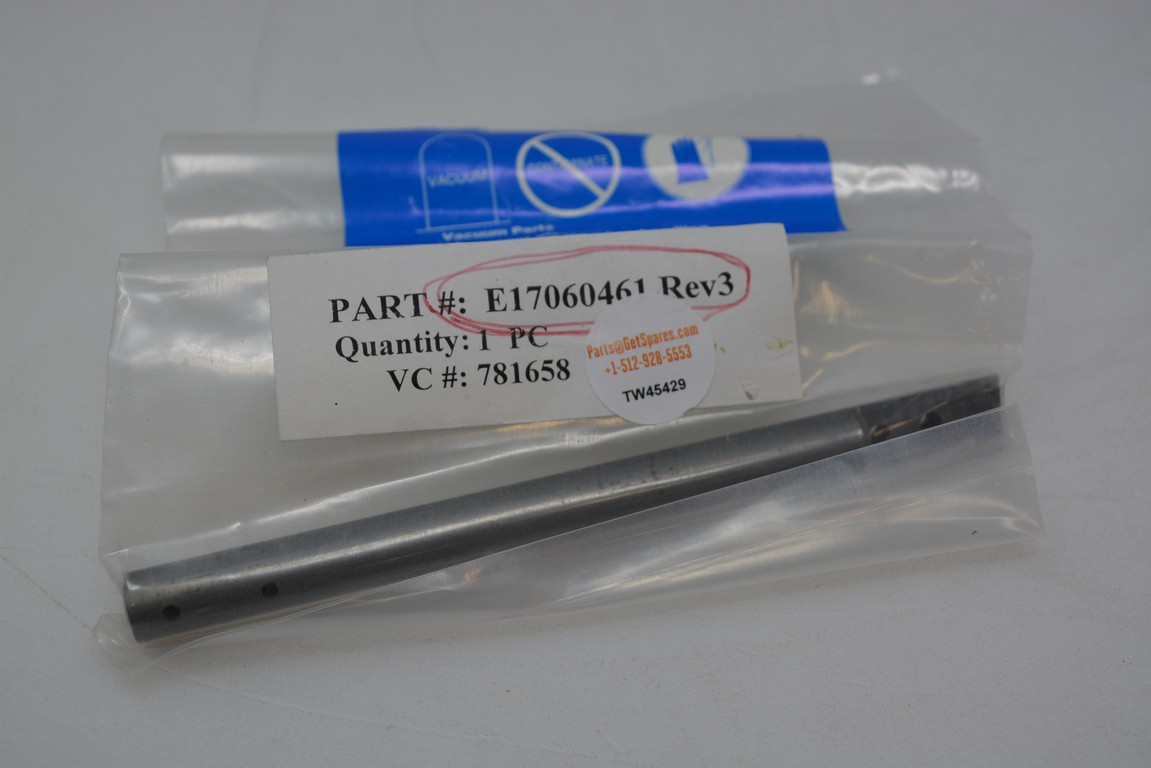 VACUUM
Vacuum Parts
PART #: E17060461 Rev3
Quantity: 1 PC
VC #: 781658
Parts@GetSpares.com
+1-512-928-5553
TW45429